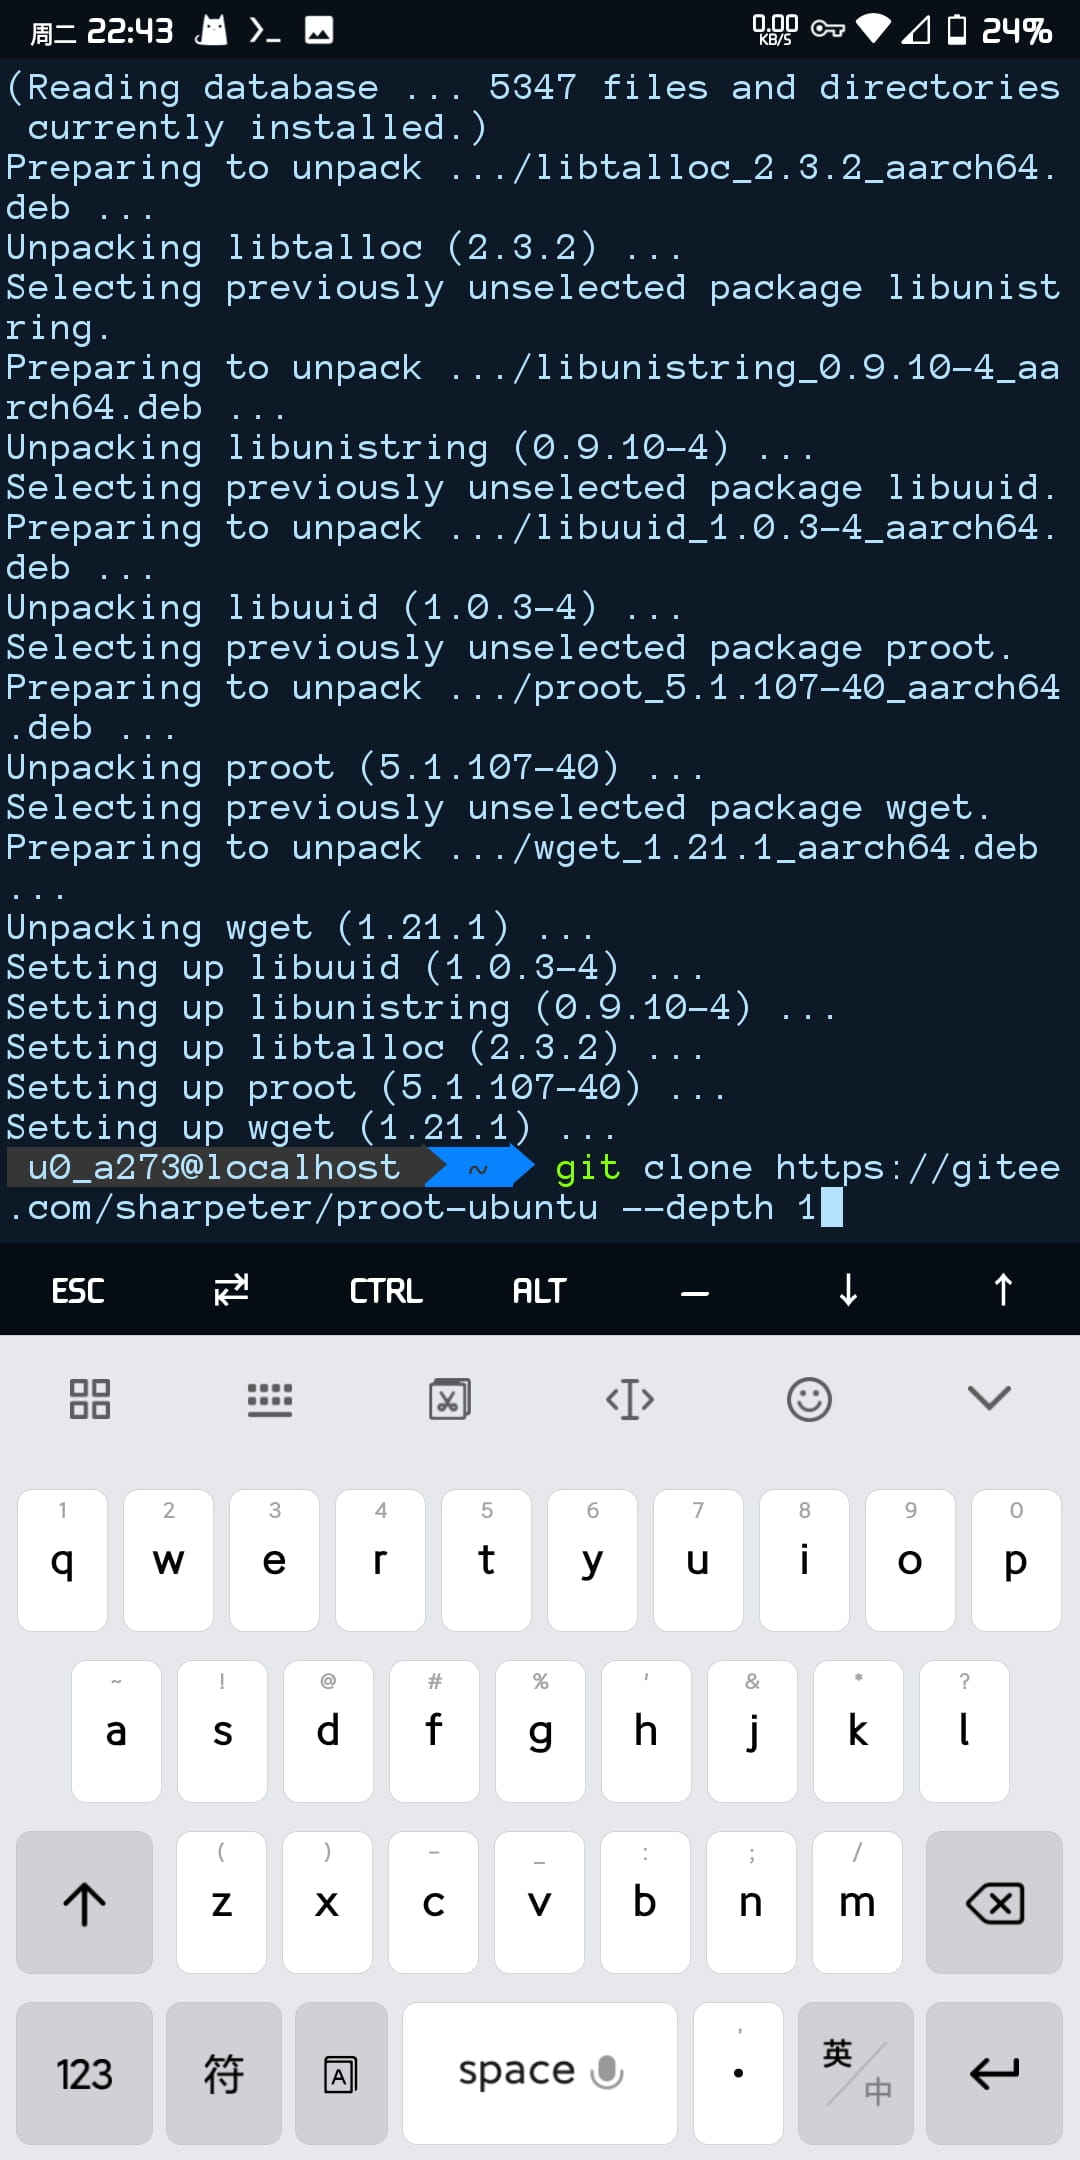 周二 22:43 0.00 KB/S 24%
(Reading database ... 5347 files and directories
 currently installed.)
Preparing to unpack .../libtalloc_2.3.2_aarch64.
deb ...
Unpacking libtalloc (2.3.2) ...
Selecting previously unselected package libunist
ring.
Preparing to unpack .../libunistring_0.9.10-4_aa
rch64.deb ...
Unpacking libunistring (0.9.10-4) ...
Selecting previously unselected package libuuid.
Preparing to unpack .../libuuid_1.0.3-4_aarch64.
deb ...
Unpacking libuuid (1.0.3-4) ...
Selecting previously unselected package proot.
Preparing to unpack .../proot_5.1.107-40_aarch64
.deb ...
Unpacking proot (5.1.107-40) ...
Selecting previously unselected package wget.
Preparing to unpack .../wget_1.21.1_aarch64.deb
...
Unpacking wget (1.21.1) ...
Setting up libuuid (1.0.3-4) ...
Setting up libunistring (0.9.10-4) ...
Setting up libtalloc (2.3.2) ...
Setting up proot (5.1.107-40) ...
Setting up wget (1.21.1) ...
u0_a273@localhost ~ git clone https://gitee
.com/sharpeter/proot-ubuntu --depth 1
ESC ⇄ CTRL ALT — ↓ ↑
1 2 3 4 5 6 7 8 9 0
q w e r t y u i o p
~ ! @ # % ' & * ?
a s d f g h j k l
( ) - _ : ; /
z x c v b n m
123 符 A space , . 英/中